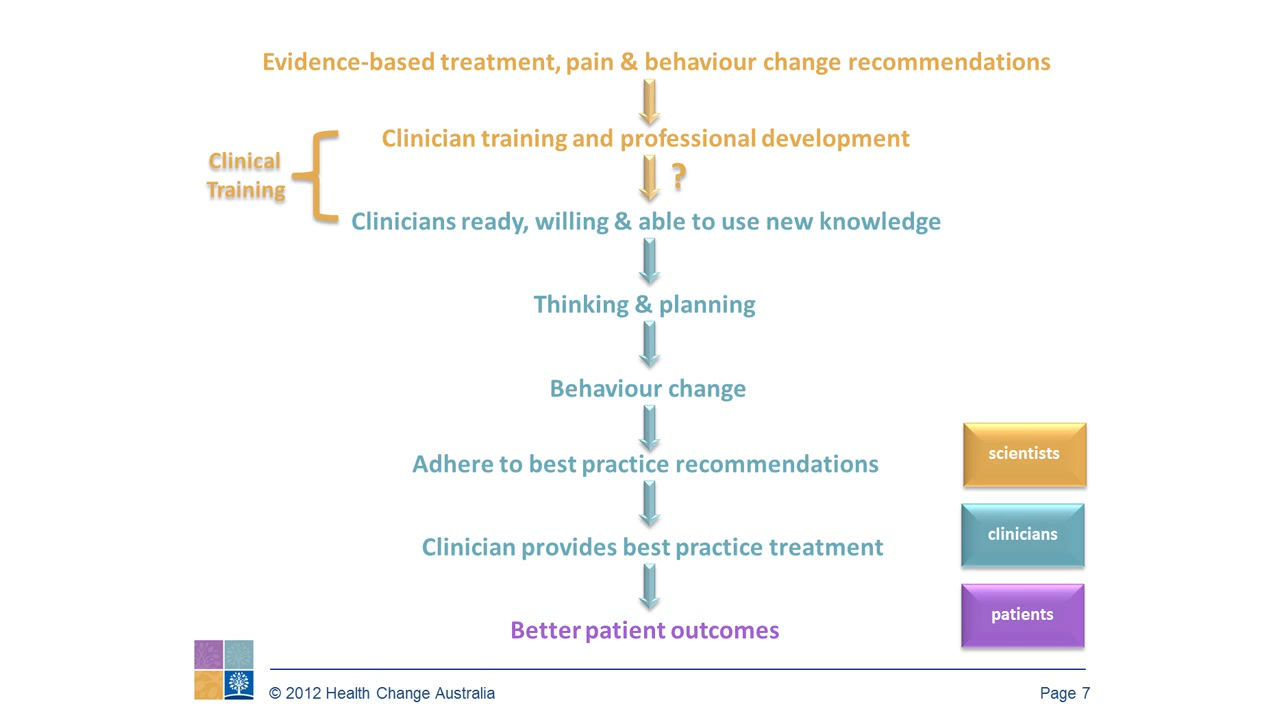 Evidence-based treatment, pain & behaviour change recommendations
Clinician training and professional development
Clinical
Training
?
Clinicians ready, willing & able to use new knowledge
Thinking & planning
Behaviour change
Adhere to best practice recommendations
Clinician provides best practice treatment
Better patient outcomes
scientists
clinicians
patients
© 2012 Health Change Australia
Page 7